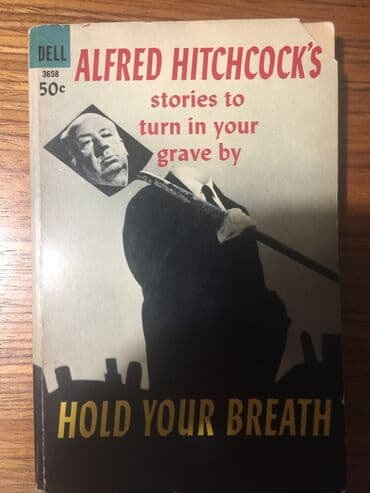 DELL
3658
50c
ALFRED HITCHCOCK'S
stories to
turn in your
grave by
HOLD YOUR BREATH